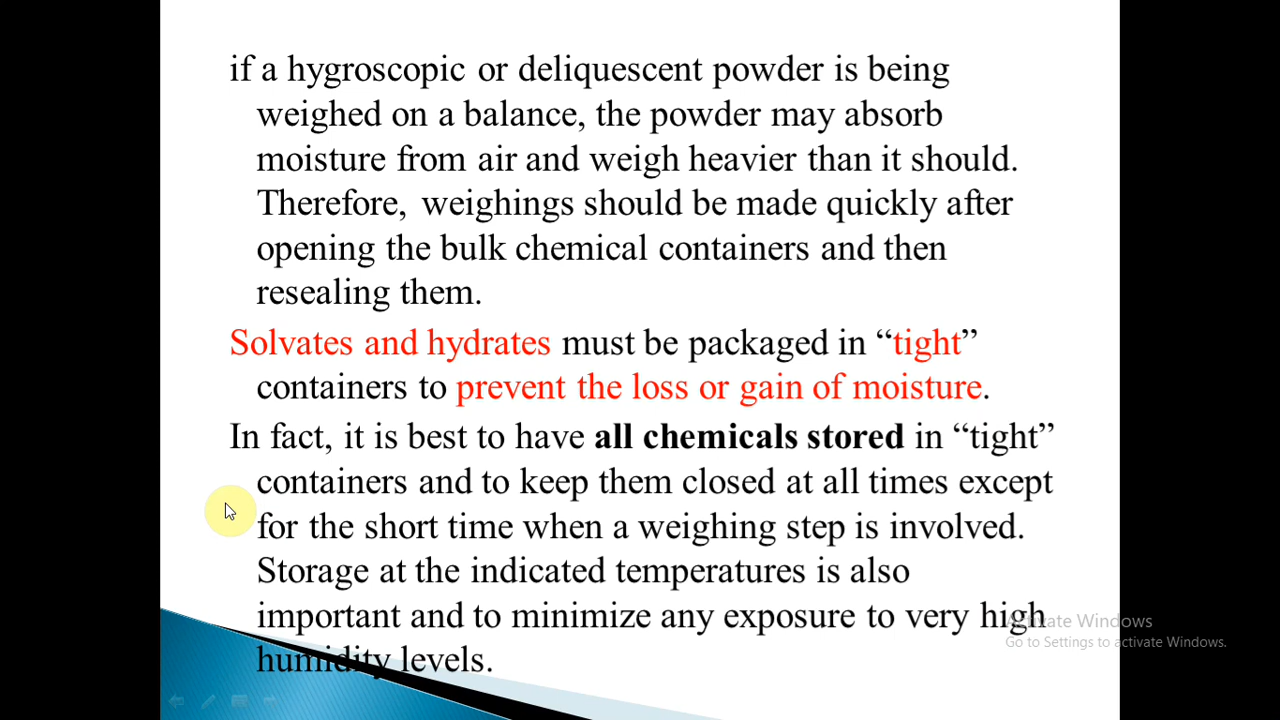 if a hygroscopic or deliquescent powder is being
weighed on a balance, the powder may absorb
moisture from air and weigh heavier than it should.
Therefore, weighings should be made quickly after
opening the bulk chemical containers and then
resealing them.
Solvates and hydrates must be packaged in “tight”
containers to prevent the loss or gain of moisture.
In fact, it is best to have all chemicals stored in “tight”
containers and to keep them closed at all times except
for the short time when a weighing step is involved.
Storage at the indicated temperatures is also
important and to minimize any exposure to very high
humidity levels.
Activate Windows
Go to Settings to activate Windows.